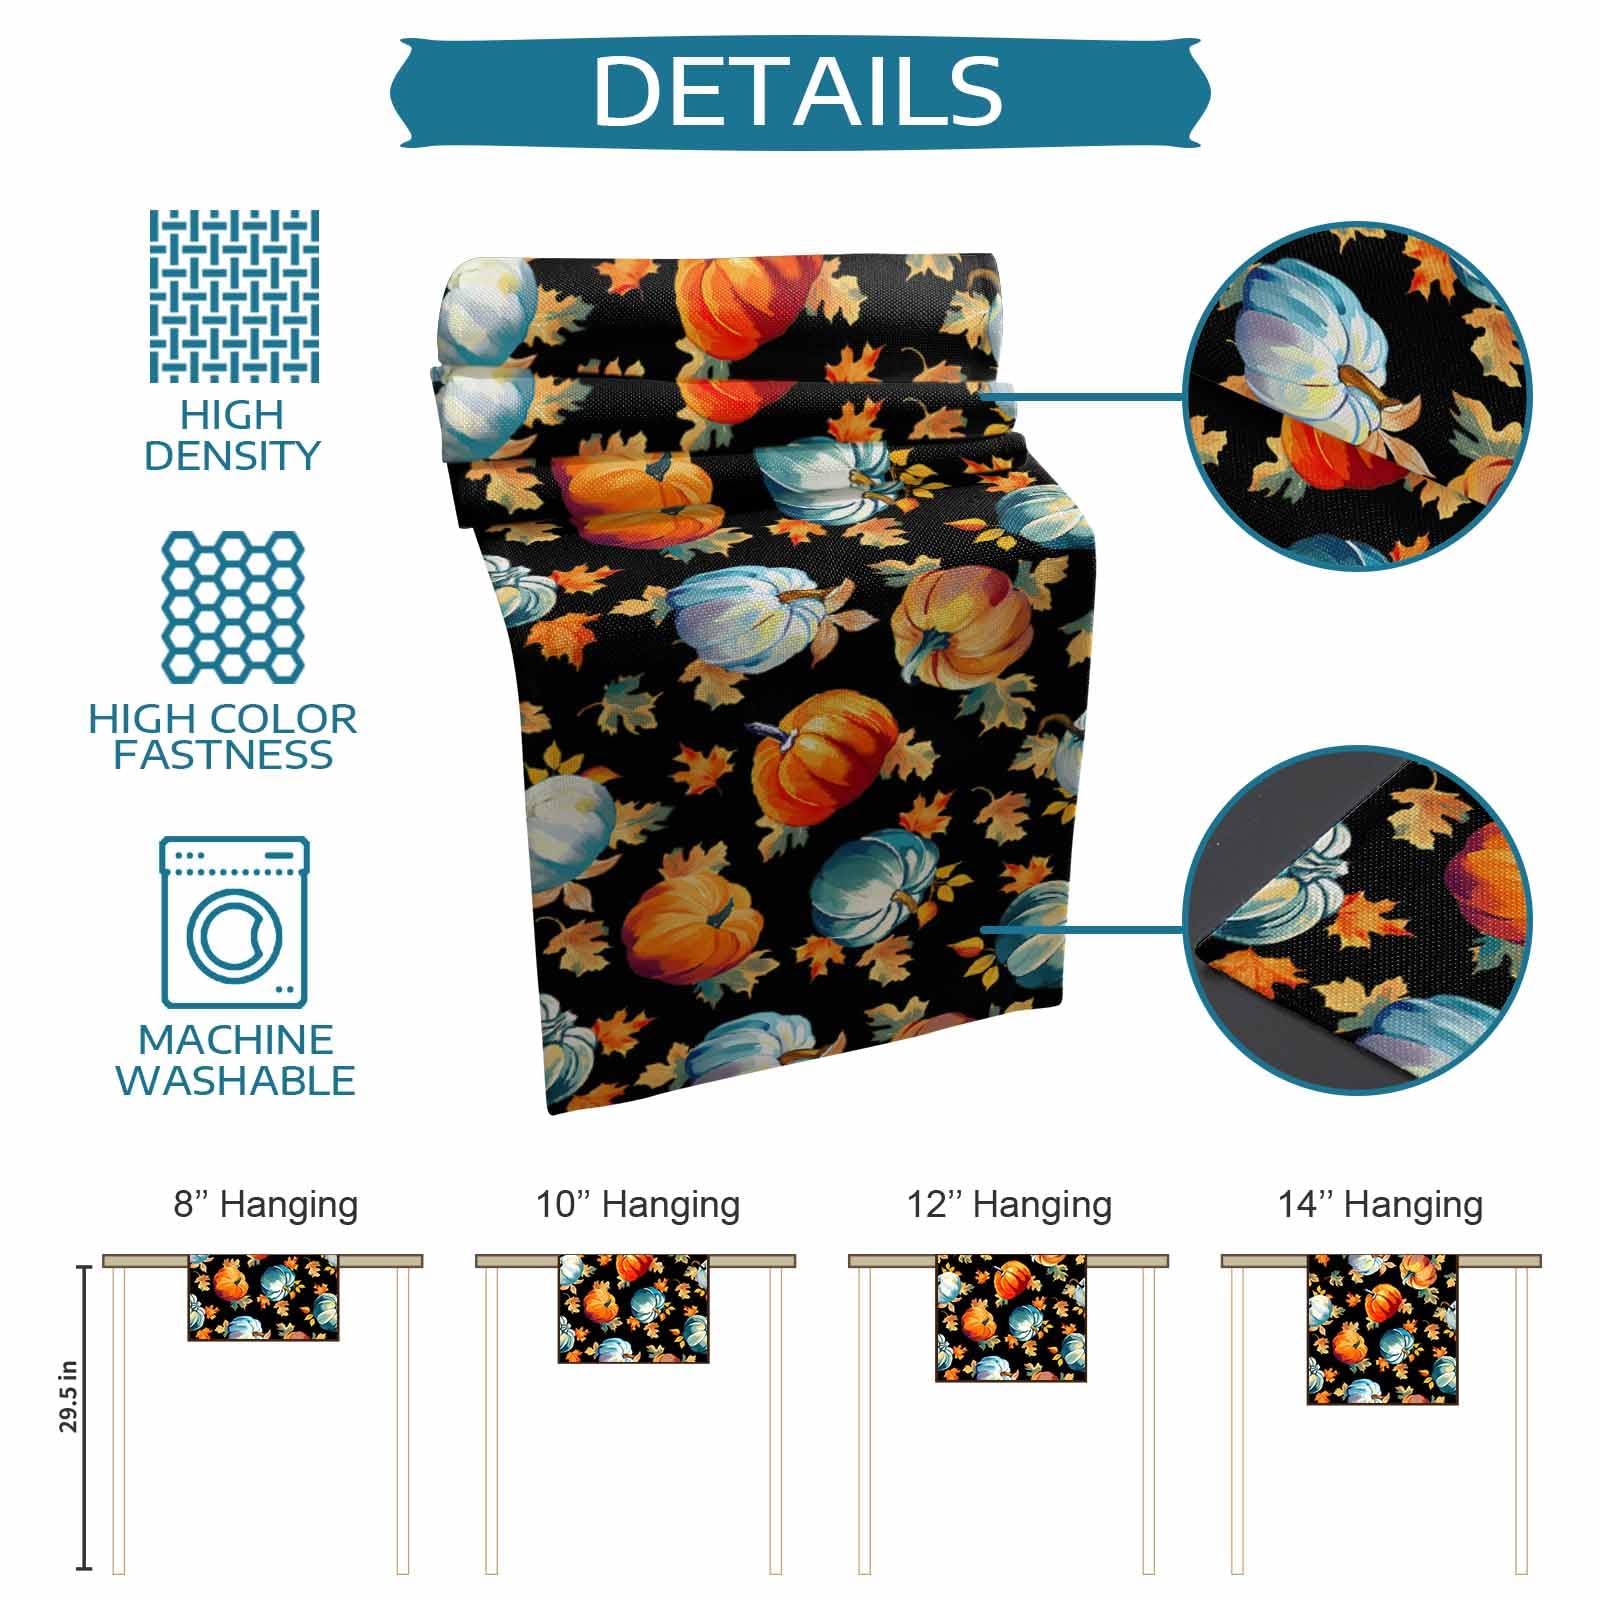 DETAILS
HIGH
DENSITY
HIGH COLOR
FASTNESS
MACHINE
WASHABLE
8’’ Hanging
10’’ Hanging
12’’ Hanging
14’’ Hanging
29.5 in